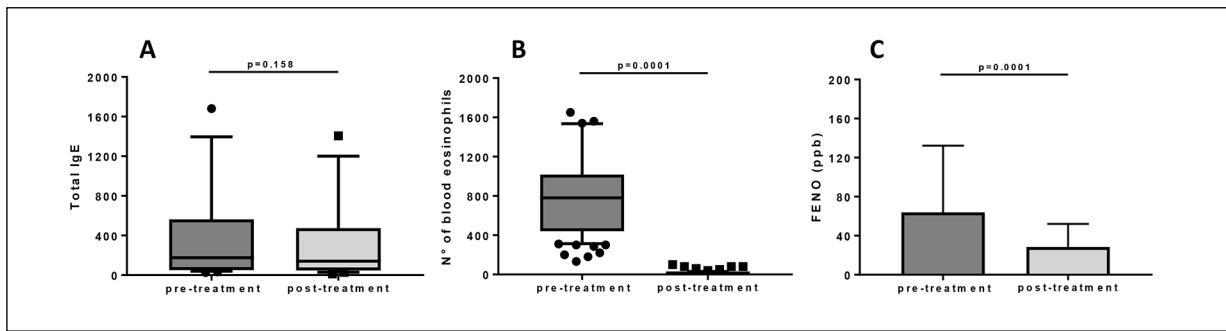 A
p=0.158
Total IgE
2000
1600
1200
800
400
0
pre-treatment
post-treatment
B
p=0.0001
N° of blood eosinophils
2000
1600
1200
800
400
0
pre-treatment
post-treatment
C
p=0.0001
FENO (ppb)
200
160
120
80
40
0
pre-treatment
post-treatment